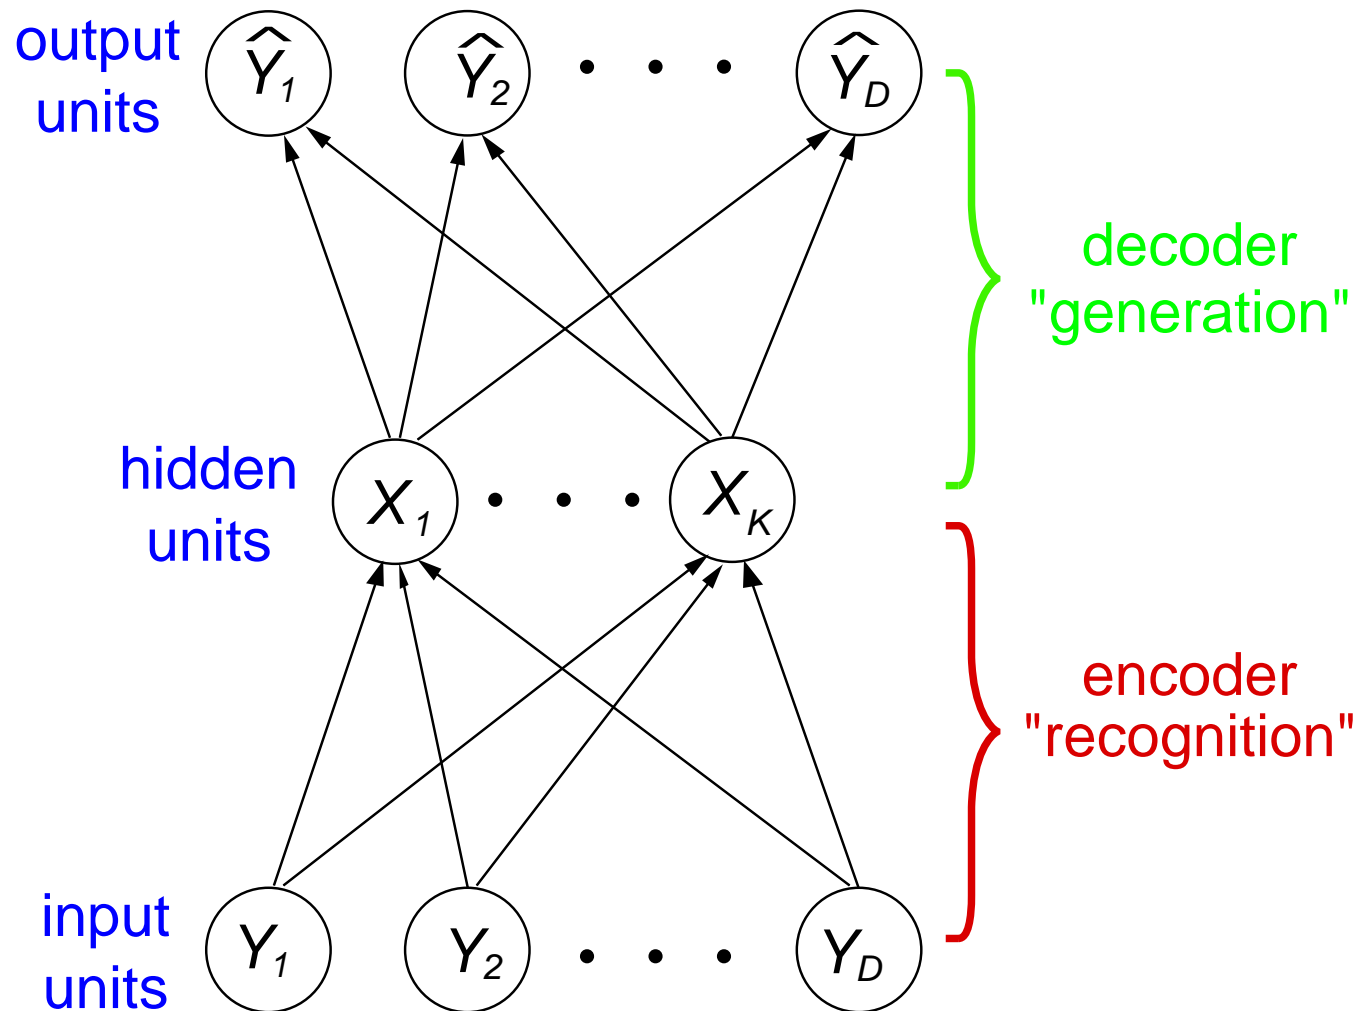 output
units
Ŷ1
Ŷ2
• • •
ŶD
decoder
"generation"
hidden
units
X1
• • •
XK
encoder
"recognition"
input
units
Y1
Y2
• • •
YD